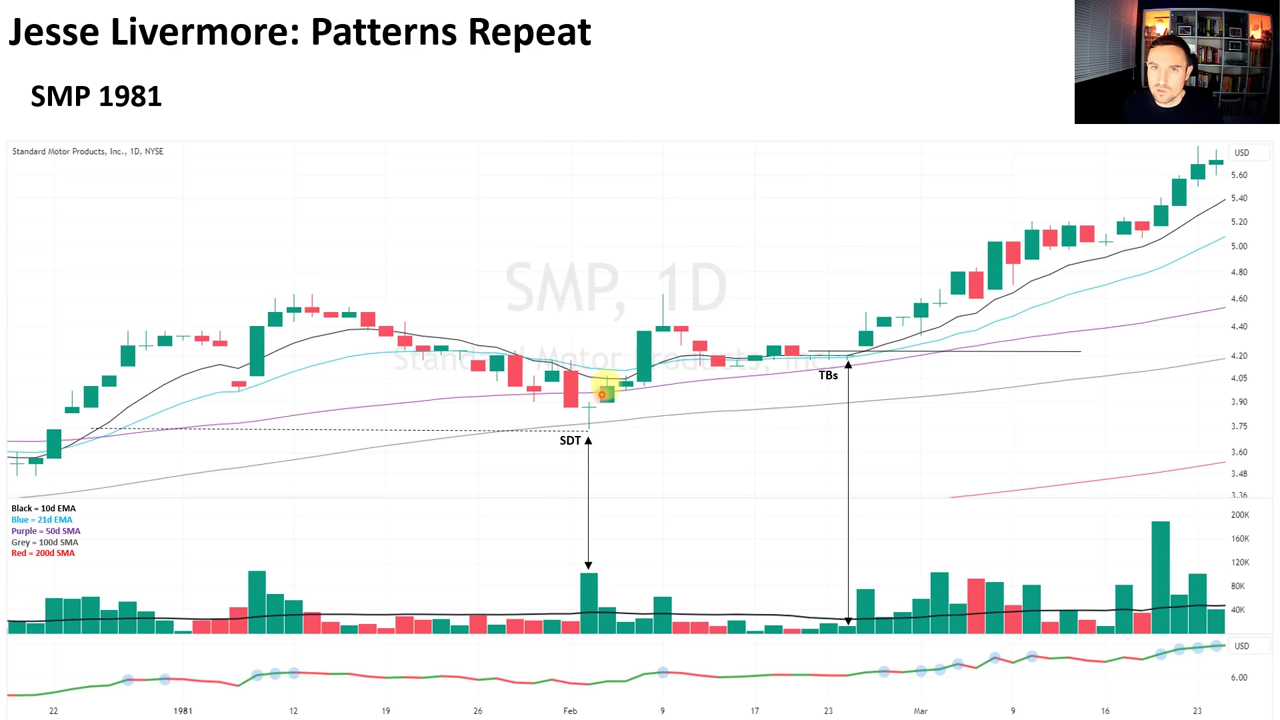 Jesse Livermore: Patterns Repeat
SMP 1981
Standard Motor Products, Inc., 1D, NYSE
USD
5.60
5.40
5.20
5.00
4.80
4.60
4.40
4.20
4.05
3.90
3.75
3.60
3.48
3.36
SMP, 1D
Standard Motor Products, Inc.
TBs
SDT
Black = 10d EMA
Blue = 21d EMA
Purple = 50d SMA
Grey = 100d SMA
Red = 200d SMA
200K
160K
120K
80K
40K
USD
6.00
22 1981 12 19 26 Feb 9 17 23 Mar 9 16 23